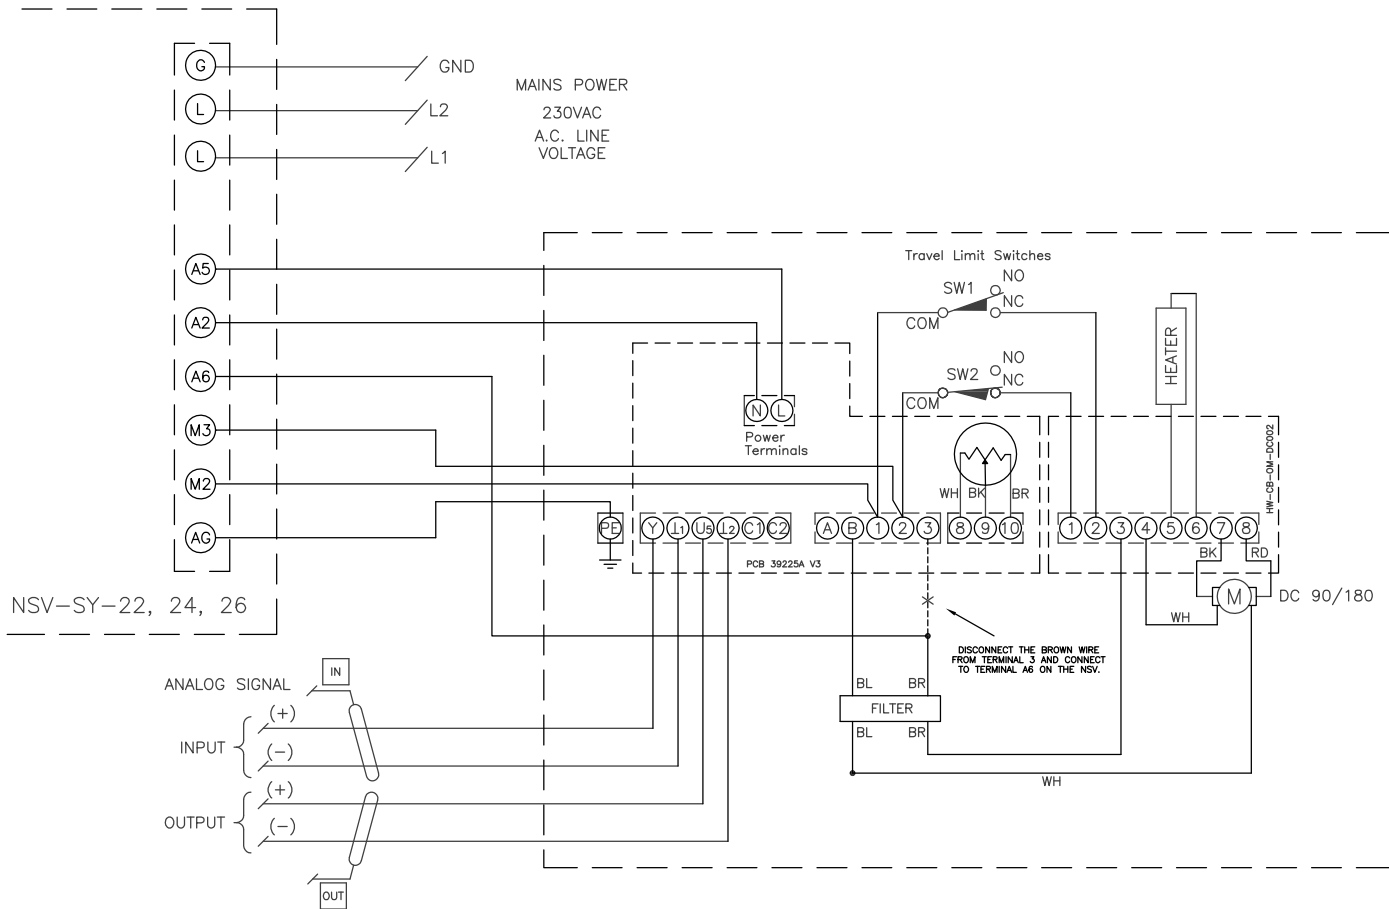 G
GND
L
L2
L
L1
MAINS POWER
230VAC
A.C. LINE
VOLTAGE
A5
A2
A6
M3
M2
AG
NSV-SY-22, 24, 26
Travel Limit Switches
SW1
NO
NC
COM
SW2
NO
NC
COM
HEATER
N L
Power
Terminals
WH BK BR
HW-CB-OM-DC002
PE
Y ⊥1 U5 ⊥2 C1 C2
A B 1 2 3
8 9 10
1 2 3 4 5 6 7 8
PCB 39225A V3
BK RD
M
DC 90/180
WH
DISCONNECT THE BROWN WIRE
FROM TERMINAL 3 AND CONNECT
TO TERMINAL A6 ON THE NSV.
BL BR
FILTER
BL BR
WH
IN
ANALOG SIGNAL
(+)
INPUT
(-)
(+)
OUTPUT
(-)
OUT